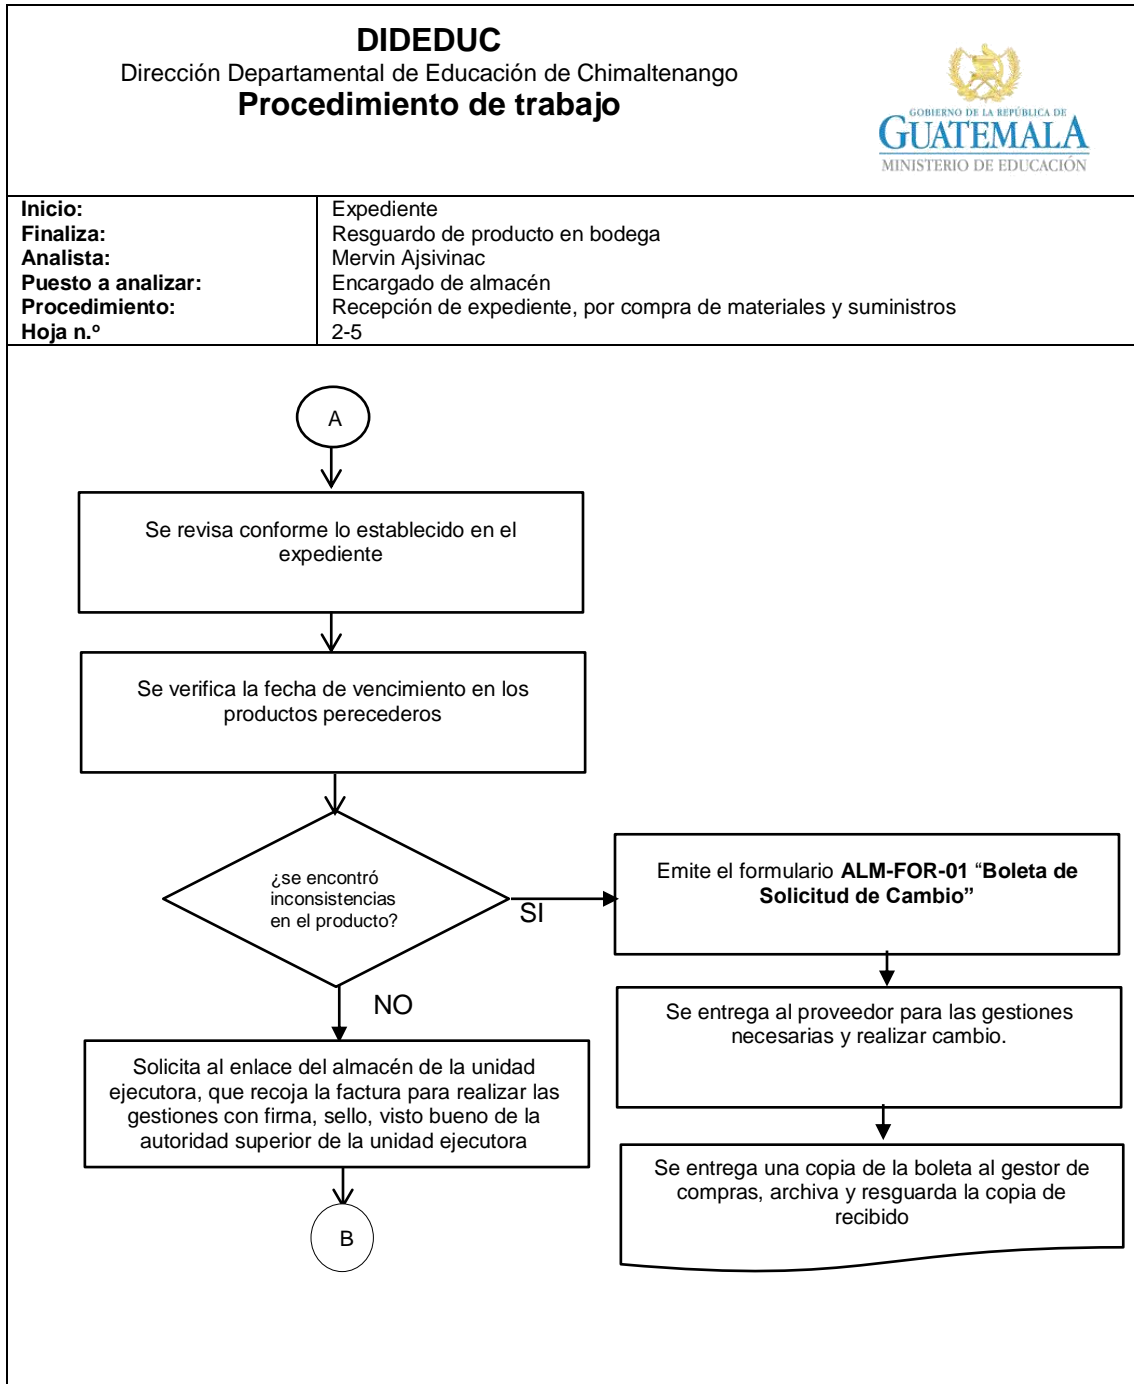 DIDEDUC
Dirección Departamental de Educación de Chimaltenango
Procedimiento de trabajo
GOBIERNO DE LA REPÚBLICA DE
GUATEMALA
MINISTERIO DE EDUCACIÓN
Inicio: Expediente
Finaliza: Resguardo de producto en bodega
Analista: Mervin Ajsivinac
Puesto a analizar: Encargado de almacén
Procedimiento: Recepción de expediente, por compra de materiales y suministros
Hoja n.º 2-5
A
Se revisa conforme lo establecido en el
expediente
Se verifica la fecha de vencimiento en los
productos perecederos
¿se encontró
inconsistencias
en el producto?
SI
Emite el formulario ALM-FOR-01 “Boleta de
Solicitud de Cambio”
NO
Se entrega al proveedor para las gestiones
necesarias y realizar cambio.
Solicita al enlace del almacén de la unidad
ejecutora, que recoja la factura para realizar las
gestiones con firma, sello, visto bueno de la
autoridad superior de la unidad ejecutora
Se entrega una copia de la boleta al gestor de
compras, archiva y resguarda la copia de
recibido
B